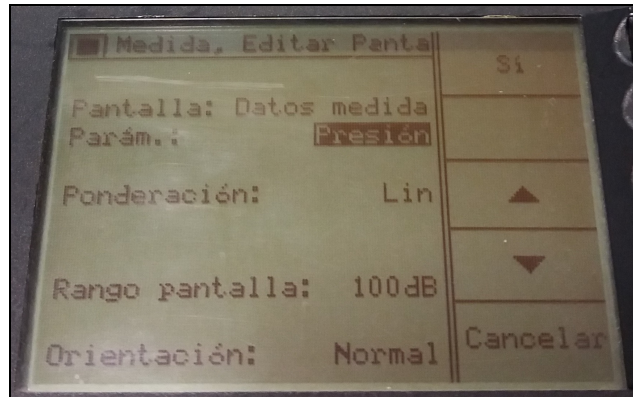 Medida, Editar Panta
Sí
Pantalla: Datos medida
Parám.: Presión
Ponderación: Lin
Rango pantalla: 100dB
Orientación: Normal
Cancelar